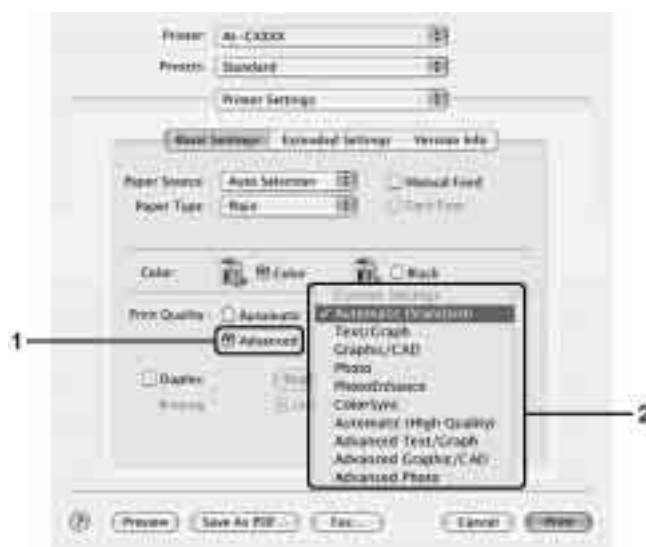 Printer: AL-CXXXX
Presets: Standard
Printer Settings
Basic Settings Extended Settings Version Info
Paper Source: Auto Selection Manual Feed
Paper Type: Plain
Color: Color Black
Custom Settings
Print Quality: Automatic Automatic (Standard)
Text/Graph
1 Advanced Graphic/CAD
Photo
Duplex PhotoEnhance
Binding: ColorSync 2
Automatic (High Quality)
Advanced Text/Graph
Advanced Graphic/CAD
Advanced Photo
? Preview Save As PDF... Fax... Cancel Print